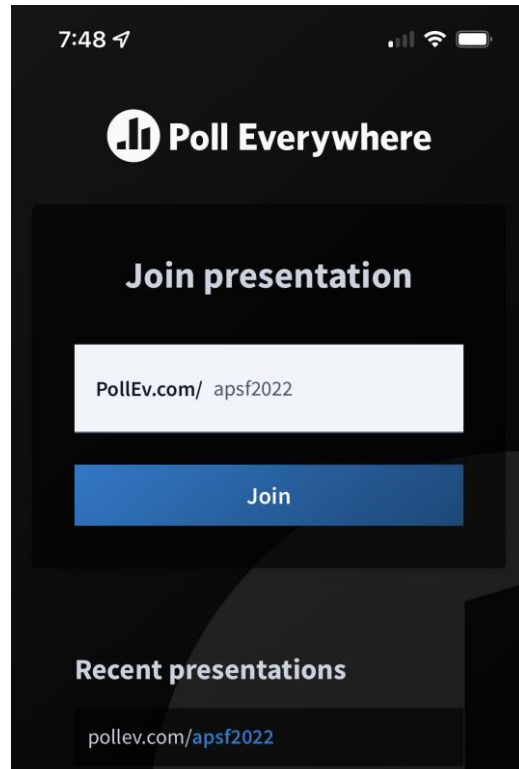 7:48
Poll Everywhere
Join presentation
PollEv.com/ apsf2022
Join
Recent presentations
pollev.com/apsf2022